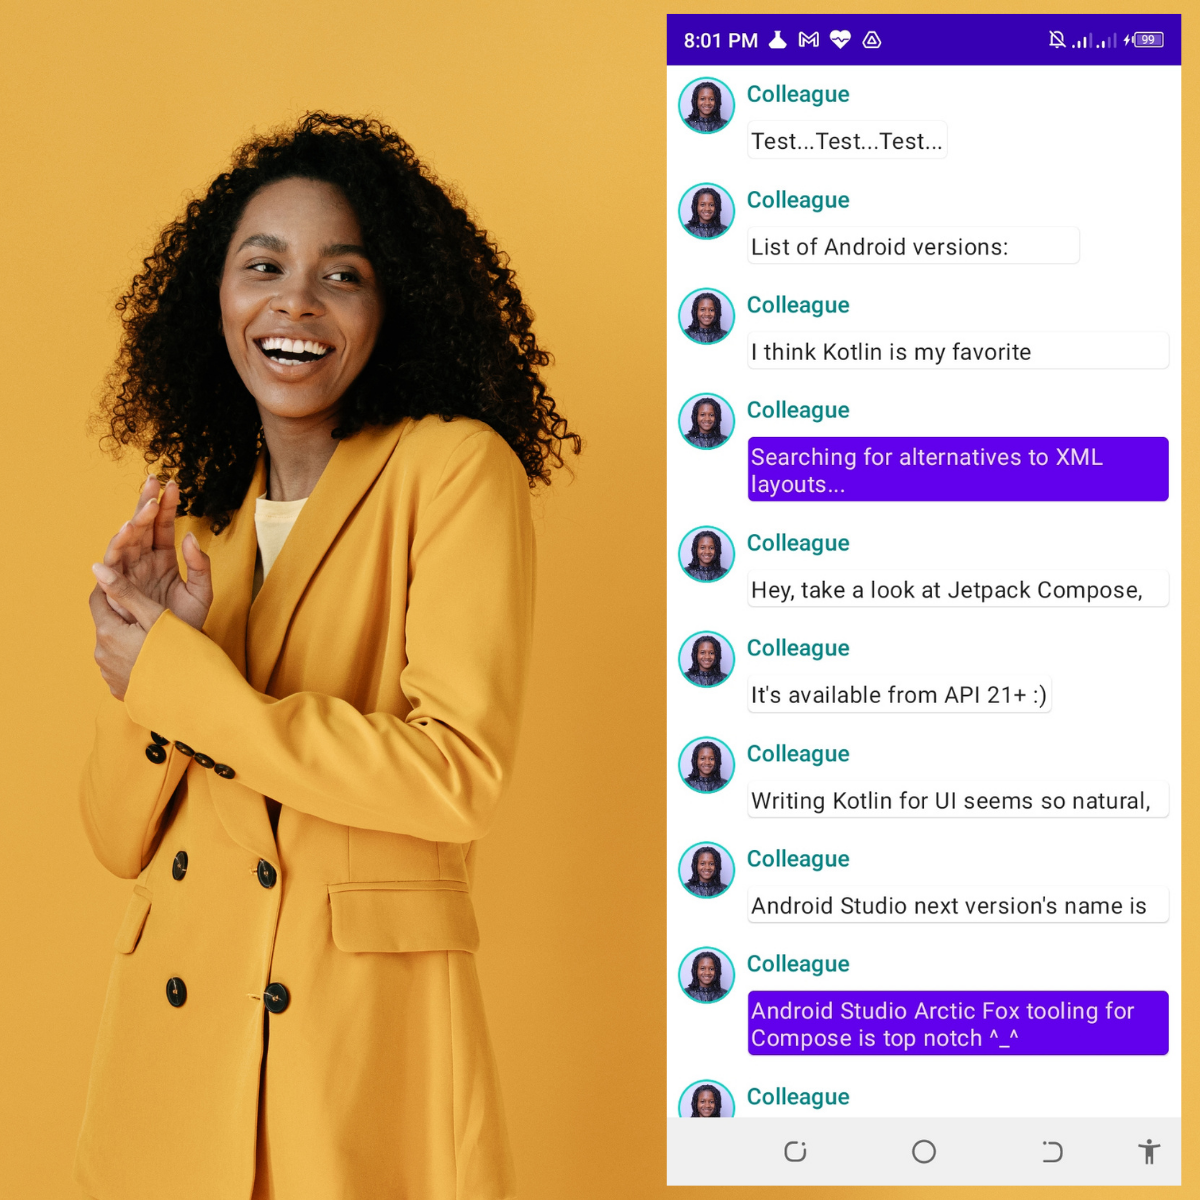 8:01 PM
99
Colleague
Test...Test...Test...
Colleague
List of Android versions:
Colleague
I think Kotlin is my favorite
Colleague
Searching for alternatives to XML
layouts...
Colleague
Hey, take a look at Jetpack Compose,
Colleague
It's available from API 21+ :)
Colleague
Writing Kotlin for UI seems so natural,
Colleague
Android Studio next version's name is
Colleague
Android Studio Arctic Fox tooling for
Compose is top notch ^_^
Colleague